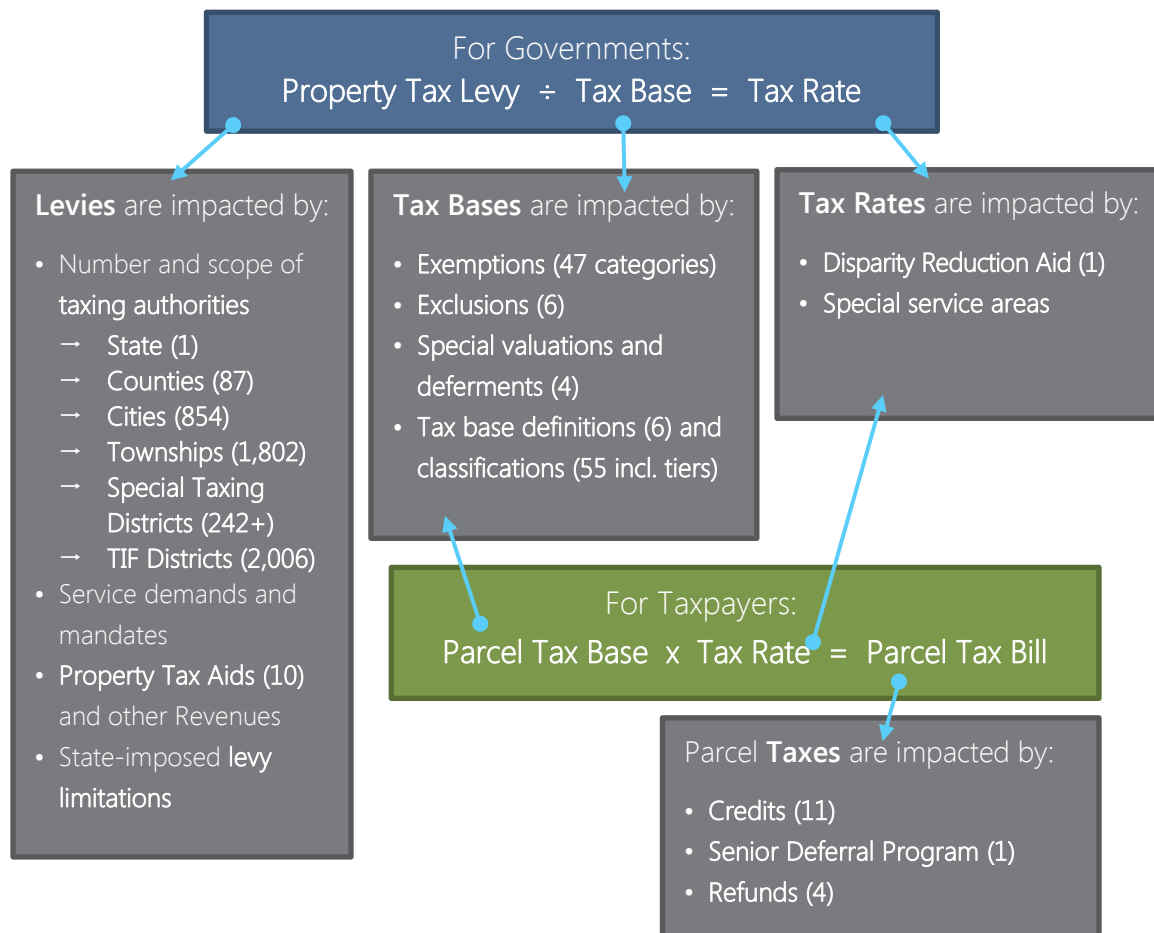 For Governments:
Property Tax Levy ÷ Tax Base = Tax Rate
Levies are impacted by:
• Number and scope of
taxing authorities
→ State (1)
→ Counties (87)
→ Cities (854)
→ Townships (1,802)
→ Special Taxing
Districts (242+)
→ TIF Districts (2,006)
• Service demands and
mandates
• Property Tax Aids (10)
and other Revenues
• State-imposed levy
limitations
Tax Bases are impacted by:
• Exemptions (47 categories)
• Exclusions (6)
• Special valuations and
deferments (4)
• Tax base definitions (6) and
classifications (55 incl. tiers)
Tax Rates are impacted by:
• Disparity Reduction Aid (1)
• Special service areas
For Taxpayers:
Parcel Tax Base x Tax Rate = Parcel Tax Bill
Parcel Taxes are impacted by:
• Credits (11)
• Senior Deferral Program (1)
• Refunds (4)